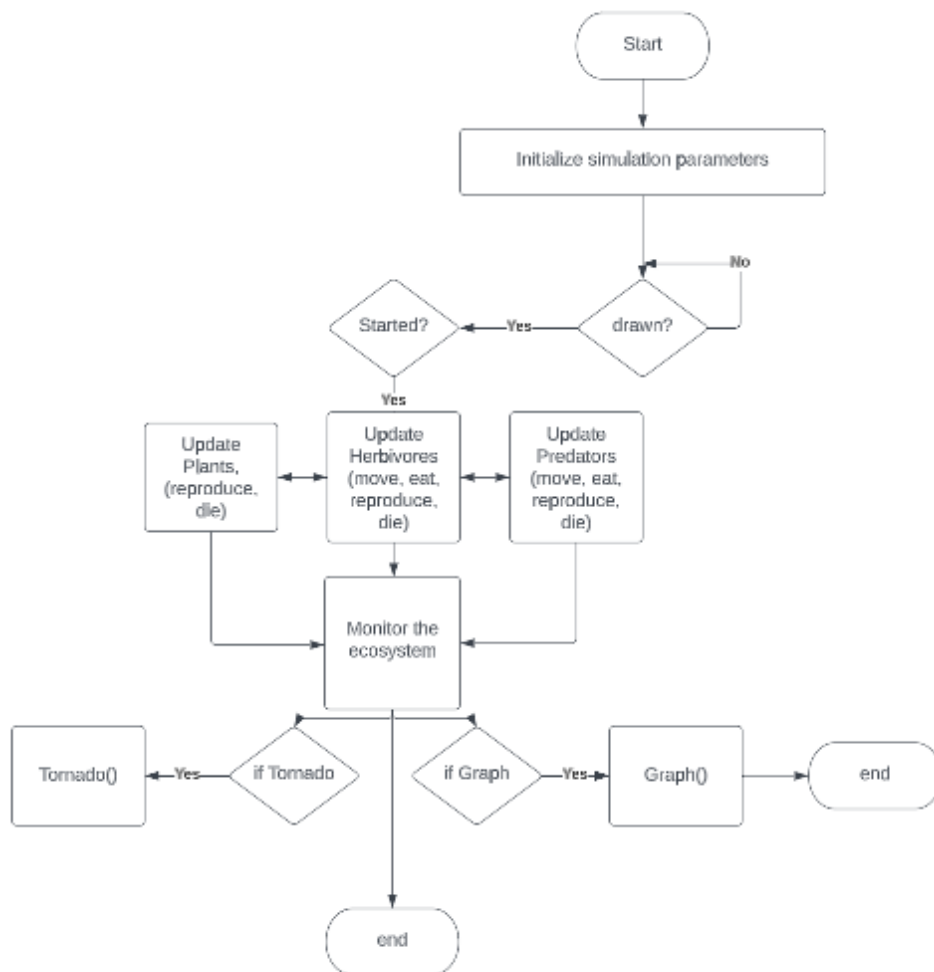 Start
Initialize simulation parameters
No
Started?
Yes
drawn?
Yes
Update
Plants,
(reproduce,
die)
Update
Herbivores
(move, eat,
reproduce,
die)
Update
Predators
(move, eat,
reproduce,
die)
Monitor the
ecosystem
Tornado()
Yes
if Tornado
if Graph
Yes
Graph()
end
end